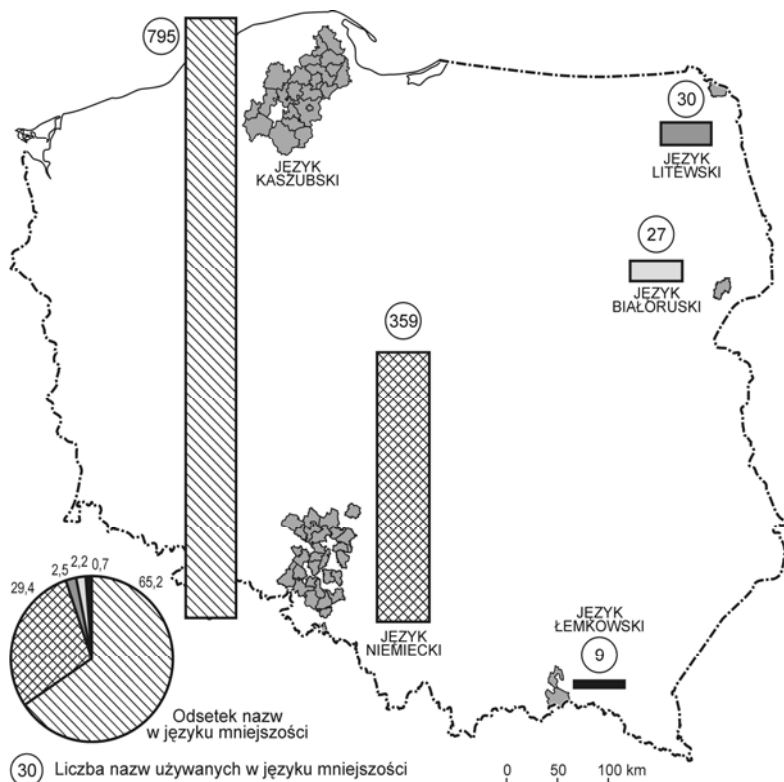 795
JĘZYK
KASZUBSKI
30
JĘZYK
LITEWSKI
27
JĘZYK
BIAŁORUSKI
359
JĘZYK
NIEMIECKI
JĘZYK
ŁEMKOWSKI
9
29,4
2,5
2,2
0,7
65,2
Odsetek nazw
w języku mniejszości
30 Liczba nazw używanych w języku mniejszości
0 50 100 km